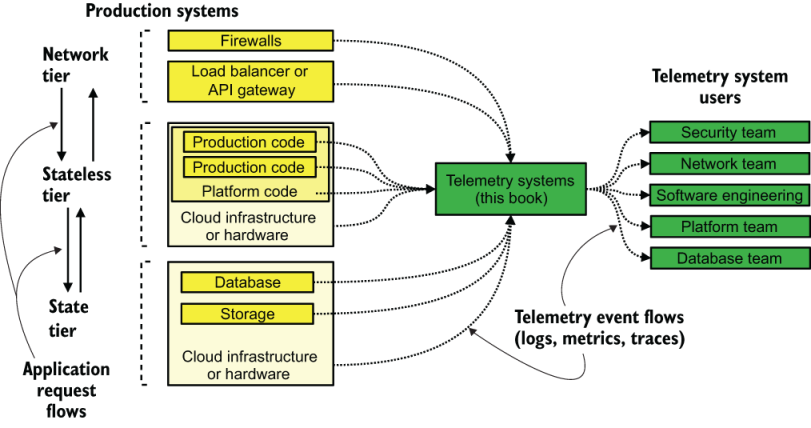 Production systems
Network
tier
Firewalls
Load balancer or
API gateway
Stateless
tier
Production code
Production code
Platform code
Cloud infrastructure
or hardware
State
tier
Database
Storage
Cloud infrastructure
or hardware
Application
request
flows
Telemetry systems
(this book)
Telemetry event flows
(logs, metrics, traces)
Telemetry system
users
Security team
Network team
Software engineering
Platform team
Database team